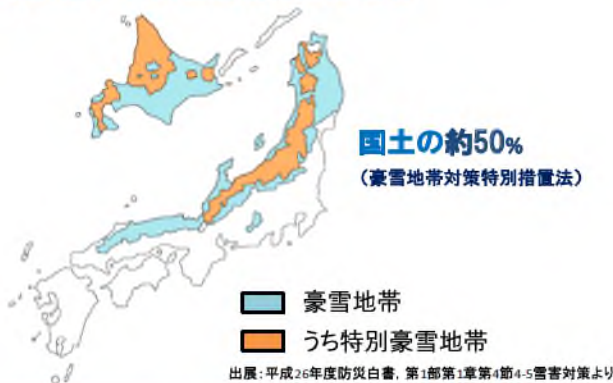 国土の約50%
（豪雪地帯対策特別措置法）
豪雪地帯
うち特別豪雪地帯
出展：平成26年度防災白書，第1部第1章第4節4-5雪害対策より